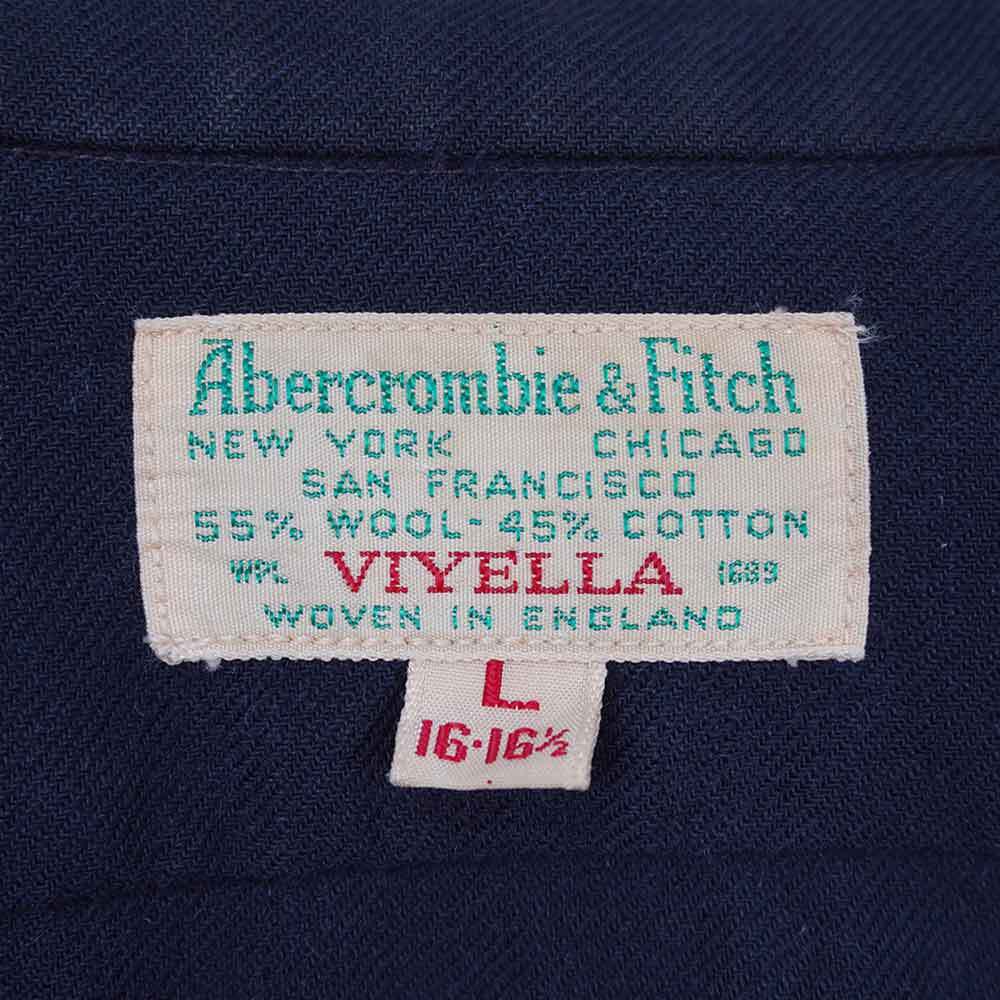 Abercrombie & Fitch
NEW YORK CHICAGO
SAN FRANCISCO
55% WOOL - 45% COTTON
WPL VIYELLA 1689
WOVEN IN ENGLAND
L
16·16½